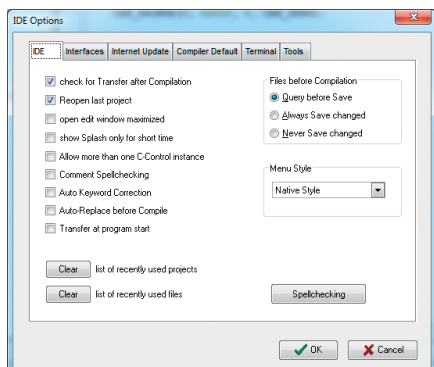 IDE Options
IDE Interfaces Internet Update Compiler Default Terminal Tools
check for Transfer after Compilation
Reopen last project
open edit window maximized
show Splash only for short time
Allow more than one C-Control instance
Comment Spellchecking
Auto Keyword Correction
Auto-Replace before Compile
Transfer at program start
Files before Compilation
Query before Save
Always Save changed
Never Save changed
Menu Style
Native Style
Clear list of recently used projects
Clear list of recently used files
Spellchecking
OK Cancel